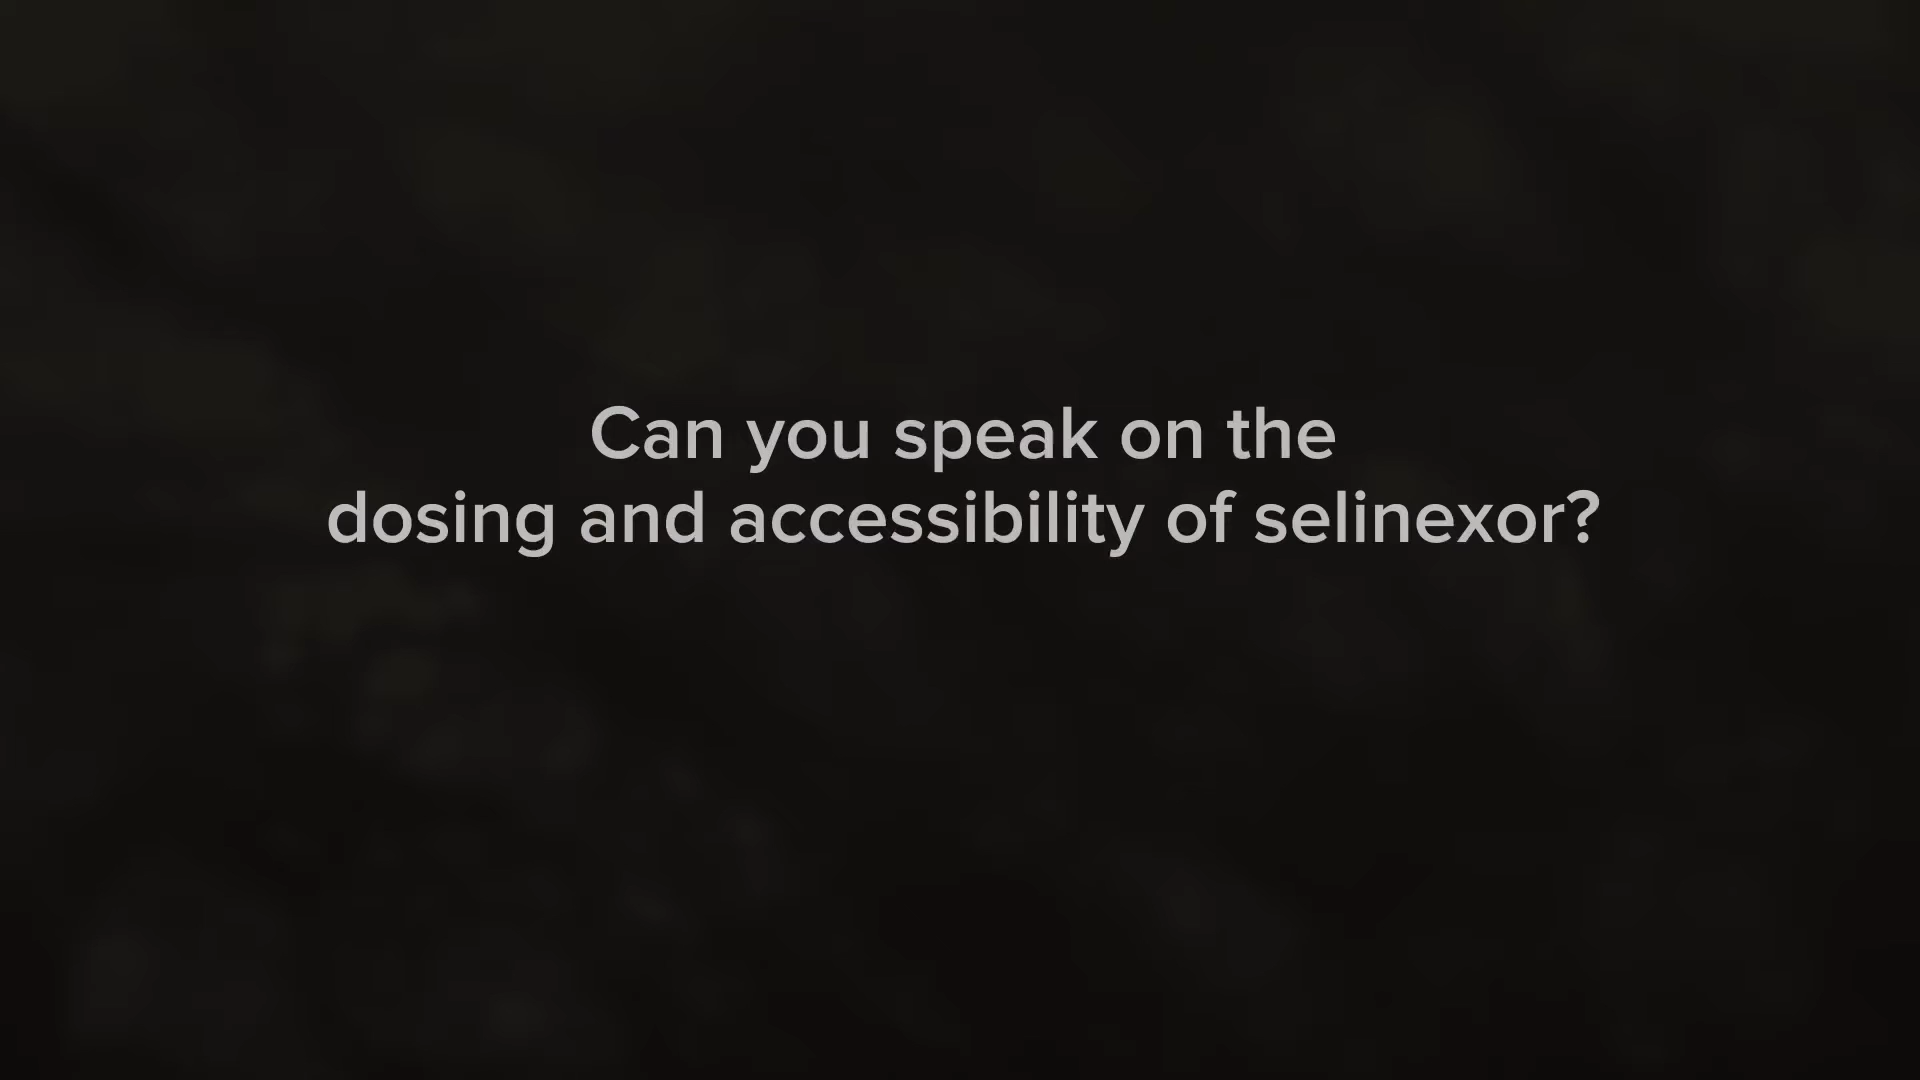 Can you speak on the
dosing and accessibility of selinexor?